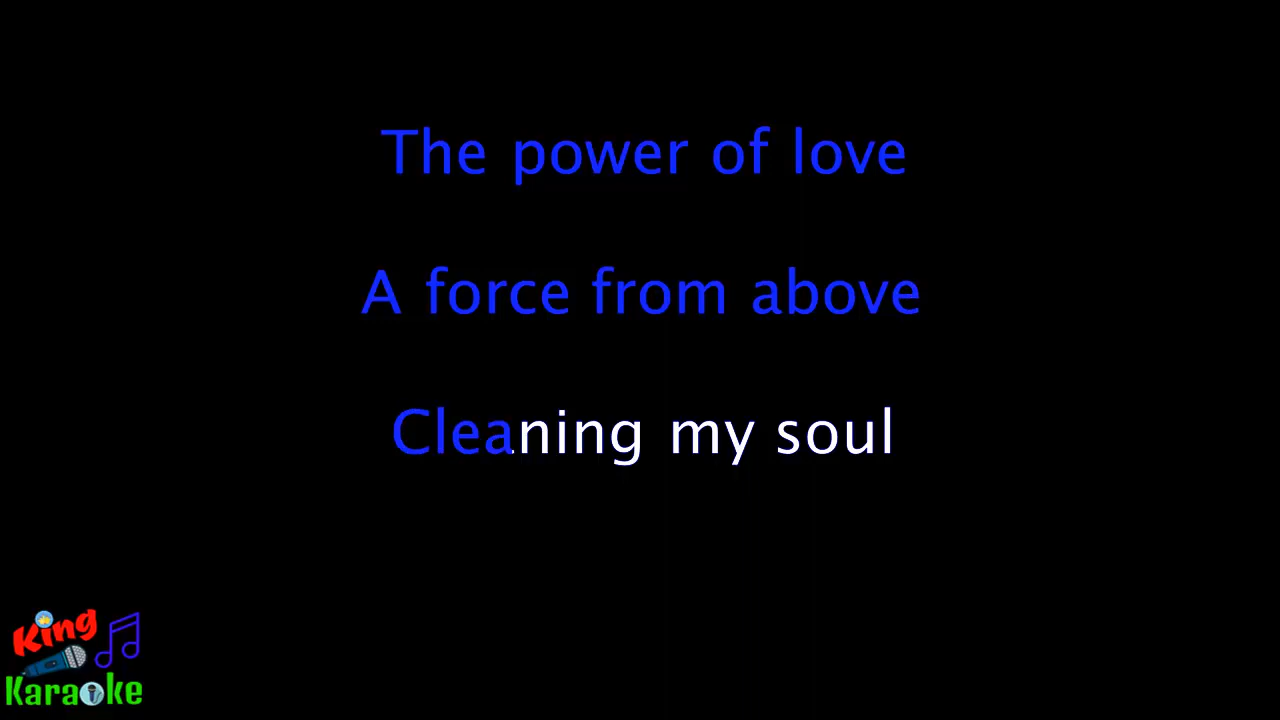 The power of love
A force from above
Cleaning my soul
King
Karaoke